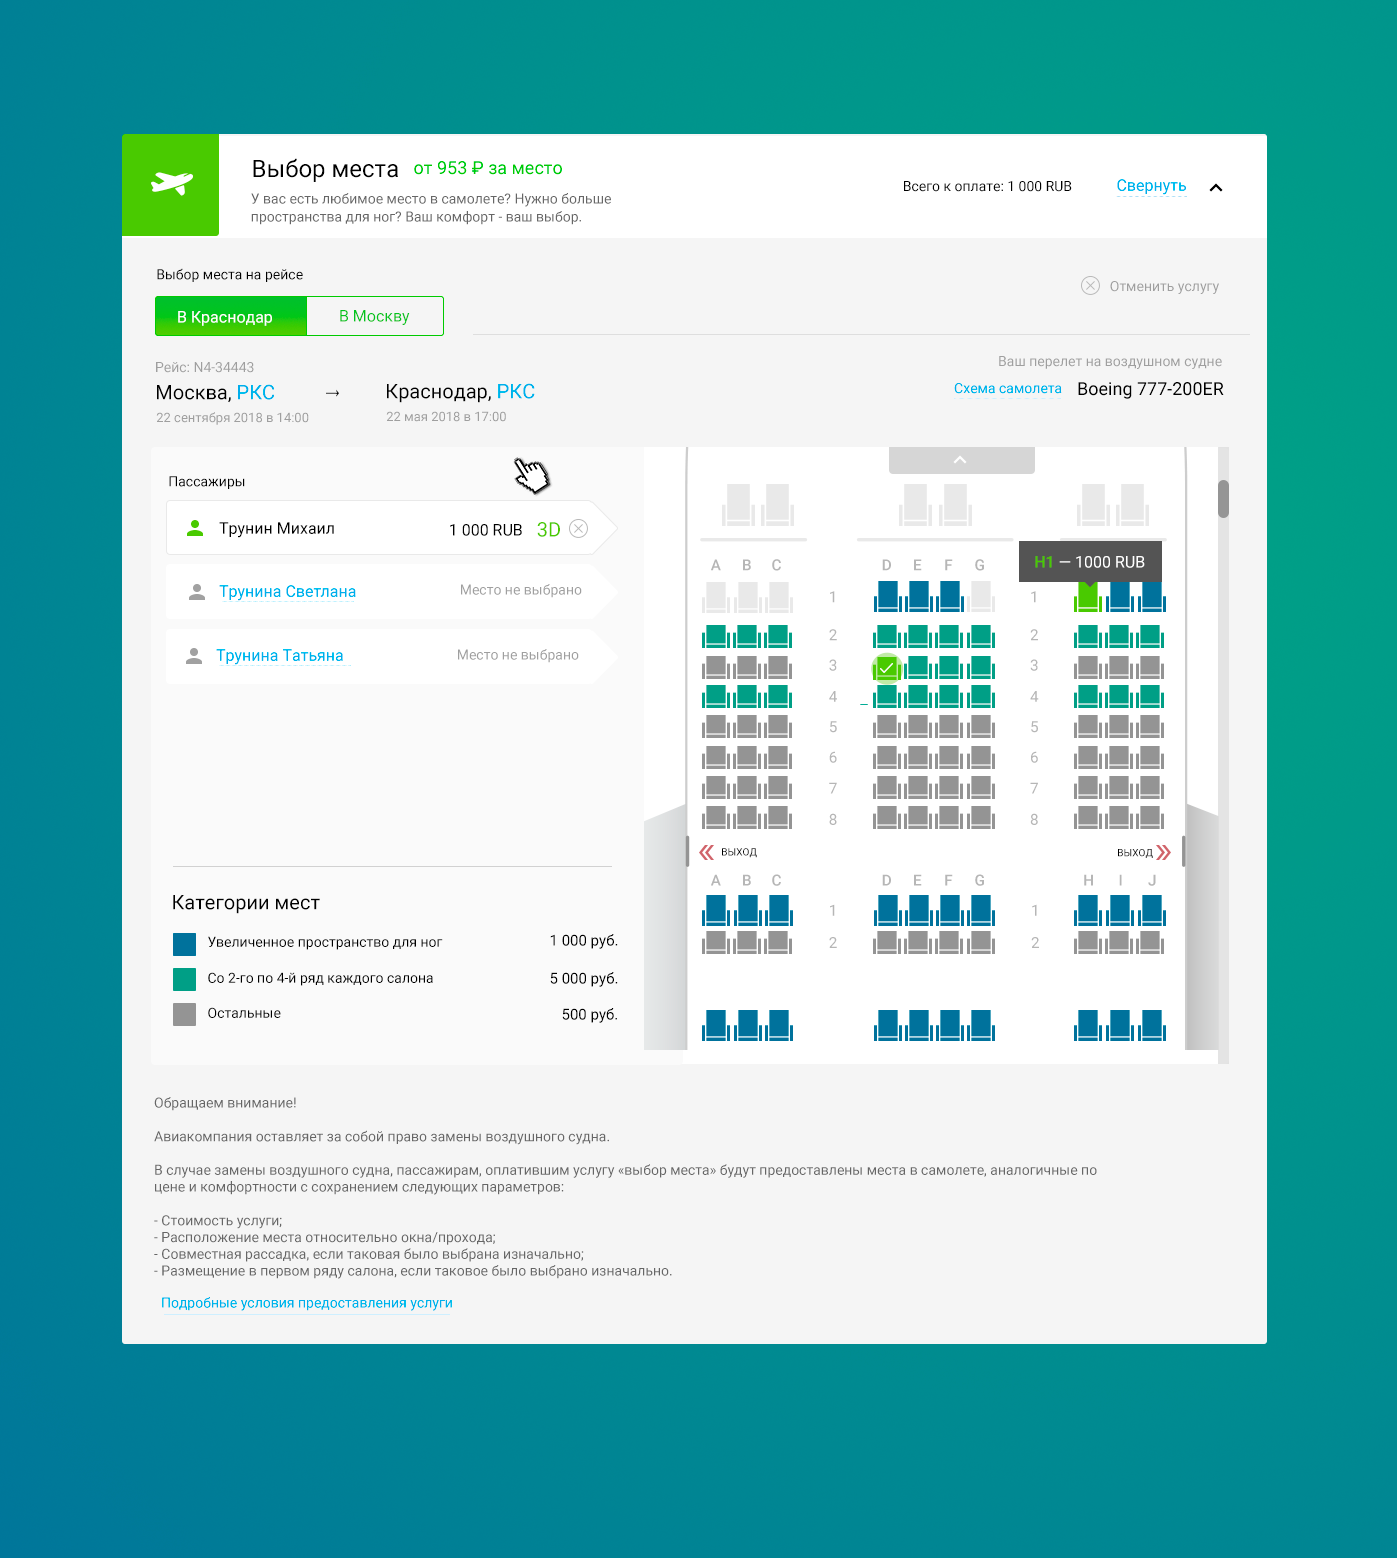 Выбор места от 953 ₽ за место
У вас есть любимое место в самолете? Нужно больше
пространства для ног? Ваш комфорт - ваш выбор.
Всего к оплате: 1 000 RUB
Свернуть
Выбор места на рейсе
В Краснодар
В Москву
Отменить услугу
Рейс: N4-34443
Москва, РКС → Краснодар, РКС
22 сентября 2018 в 14:00
22 мая 2018 в 17:00
Ваш перелет на воздушном судне
Схема самолета Boeing 777-200ER
Пассажиры
Трунин Михаил 1 000 RUB 3D
Трунина Светлана Место не выбрано
Трунина Татьяна Место не выбрано
Категории мест
Увеличенное пространство для ног 1 000 руб.
Со 2-го по 4-й ряд каждого салона 5 000 руб.
Остальные 500 руб.
H1 — 1000 RUB
A B C D E F G
1 1
2 2
3 3
4 4
5 5
6 6
7 7
8 8
ВЫХОД ВЫХОД
A B C D E F G H I J
1 1
2 2
Обращаем внимание!
Авиакомпания оставляет за собой право замены воздушного судна.
В случае замены воздушного судна, пассажирам, оплатившим услугу «выбор места» будут предоставлены места в самолете, аналогичные по
цене и комфортности с сохранением следующих параметров:
- Стоимость услуги;
- Расположение места относительно окна/прохода;
- Совместная рассадка, если таковая было выбрана изначально;
- Размещение в первом ряду салона, если таковое было выбрано изначально.
Подробные условия предоставления услуги